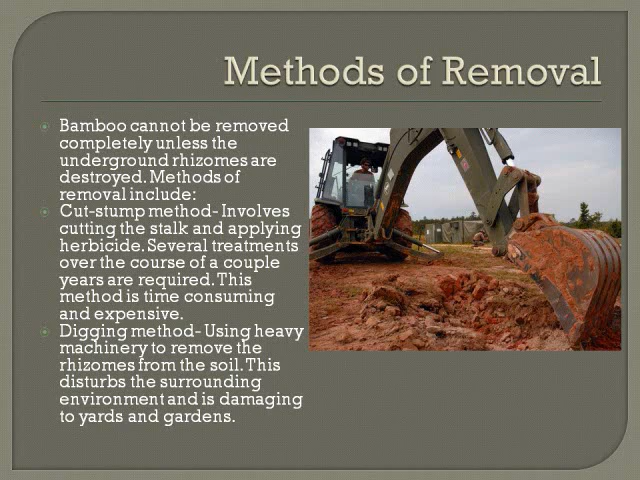 Methods of Removal
Bamboo cannot be removed
completely unless the
underground rhizomes are
destroyed. Methods of
removal include:
Cut-stump method- Involves
cutting the stalk and applying
herbicide. Several treatments
over the course of a couple
years are required. This
method is time consuming
and expensive.
Digging method- Using heavy
machinery to remove the
rhizomes from the soil. This
disturbs the surrounding
environment and is damaging
to yards and gardens.